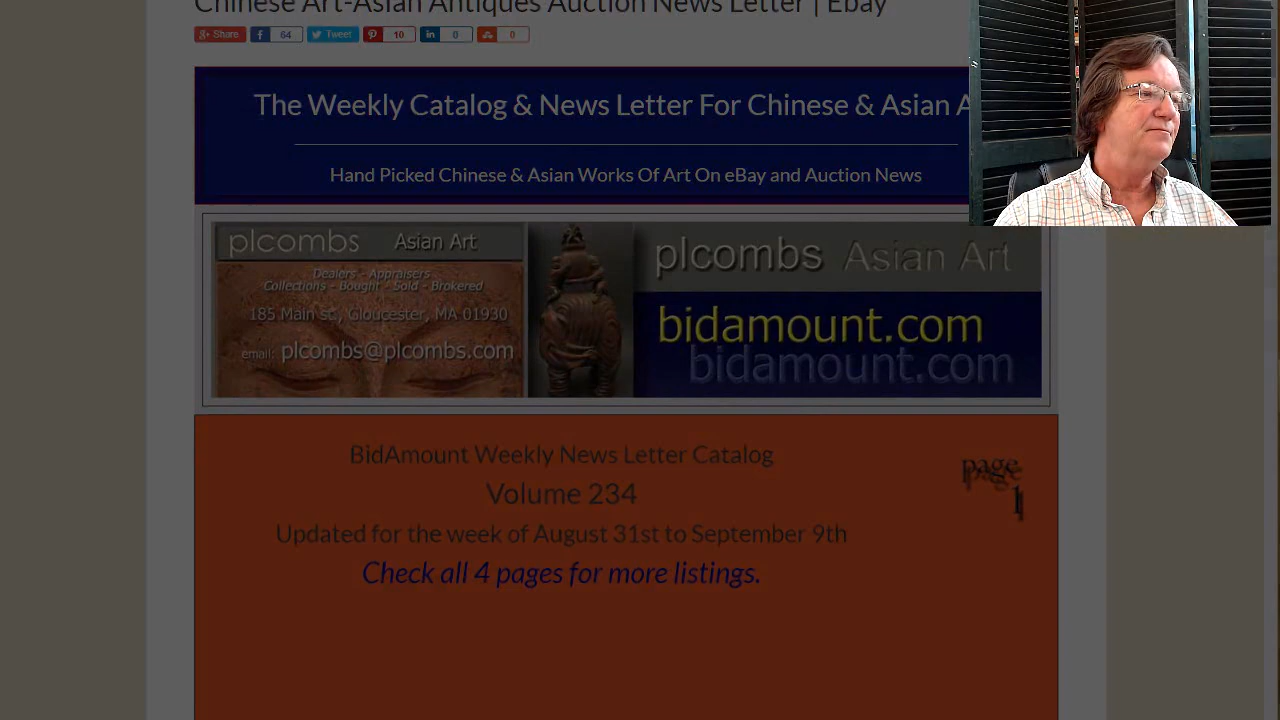 Chinese Art-Asian Antiques Auction News Letter | Ebay
Share 64 Tweet 10 0 0
The Weekly Catalog & News Letter For Chinese & Asian A
Hand Picked Chinese & Asian Works Of Art On eBay and Auction News
plcombs Asian Art
Dealers - Appraisers
Collections - Bought - Sold - Brokered
185 Main st., Gloucester, MA 01930
email: plcombs@plcombs.com
plcombs Asian Art
bidamount.com
bidamount.com
BidAmount Weekly News Letter Catalog
page
1
Volume 234
Updated for the week of August 31st to September 9th
Check all 4 pages for more listings.